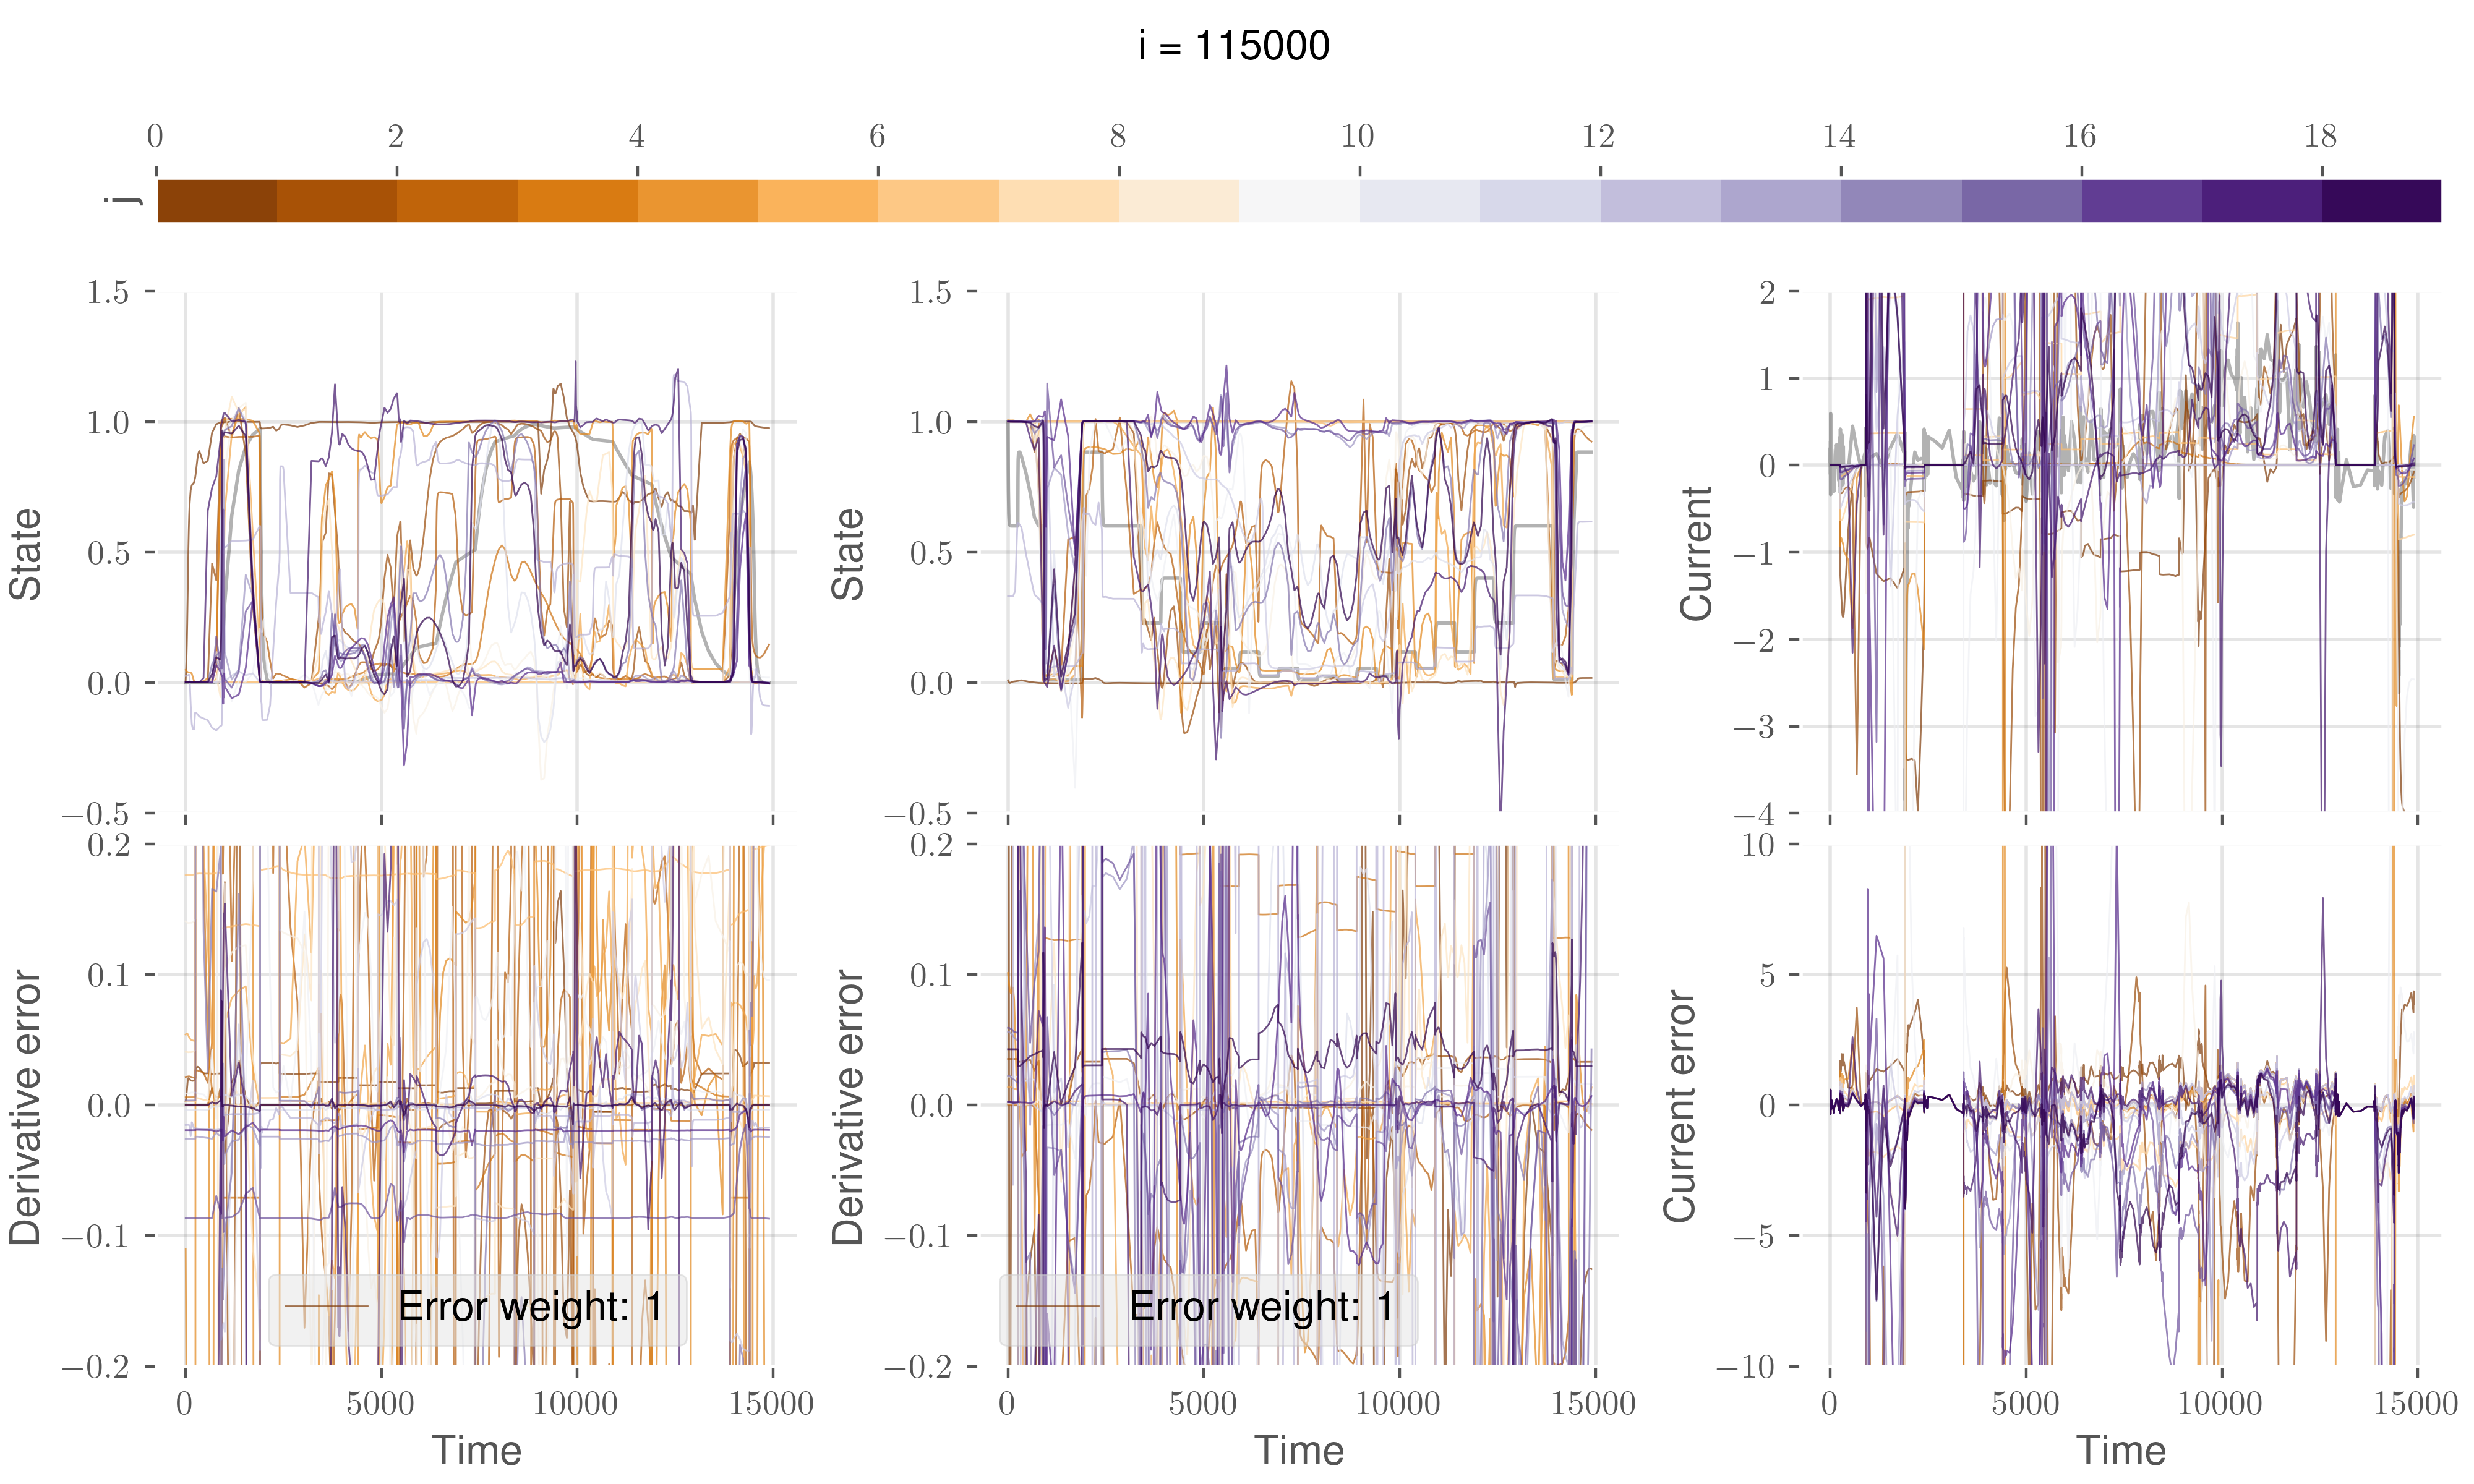 i = 115000
0 2 4 6 8 10 12 14 16 18
j
1.5 1.5 2
1.0 1.0 1
0.5 0.5 0
0.0 0.0 −1
−0.5 −0.5 −2
−3
−4
State State Current
0.2 0.2 10
0.1 0.1 5
0.0 0.0 0
−0.1 −0.1 −5
−0.2 −0.2 −10
Derivative error Derivative error Current error
Error weight: 1 Error weight: 1
0 5000 10000 15000 0 5000 10000 15000 0 5000 10000 15000
Time Time Time